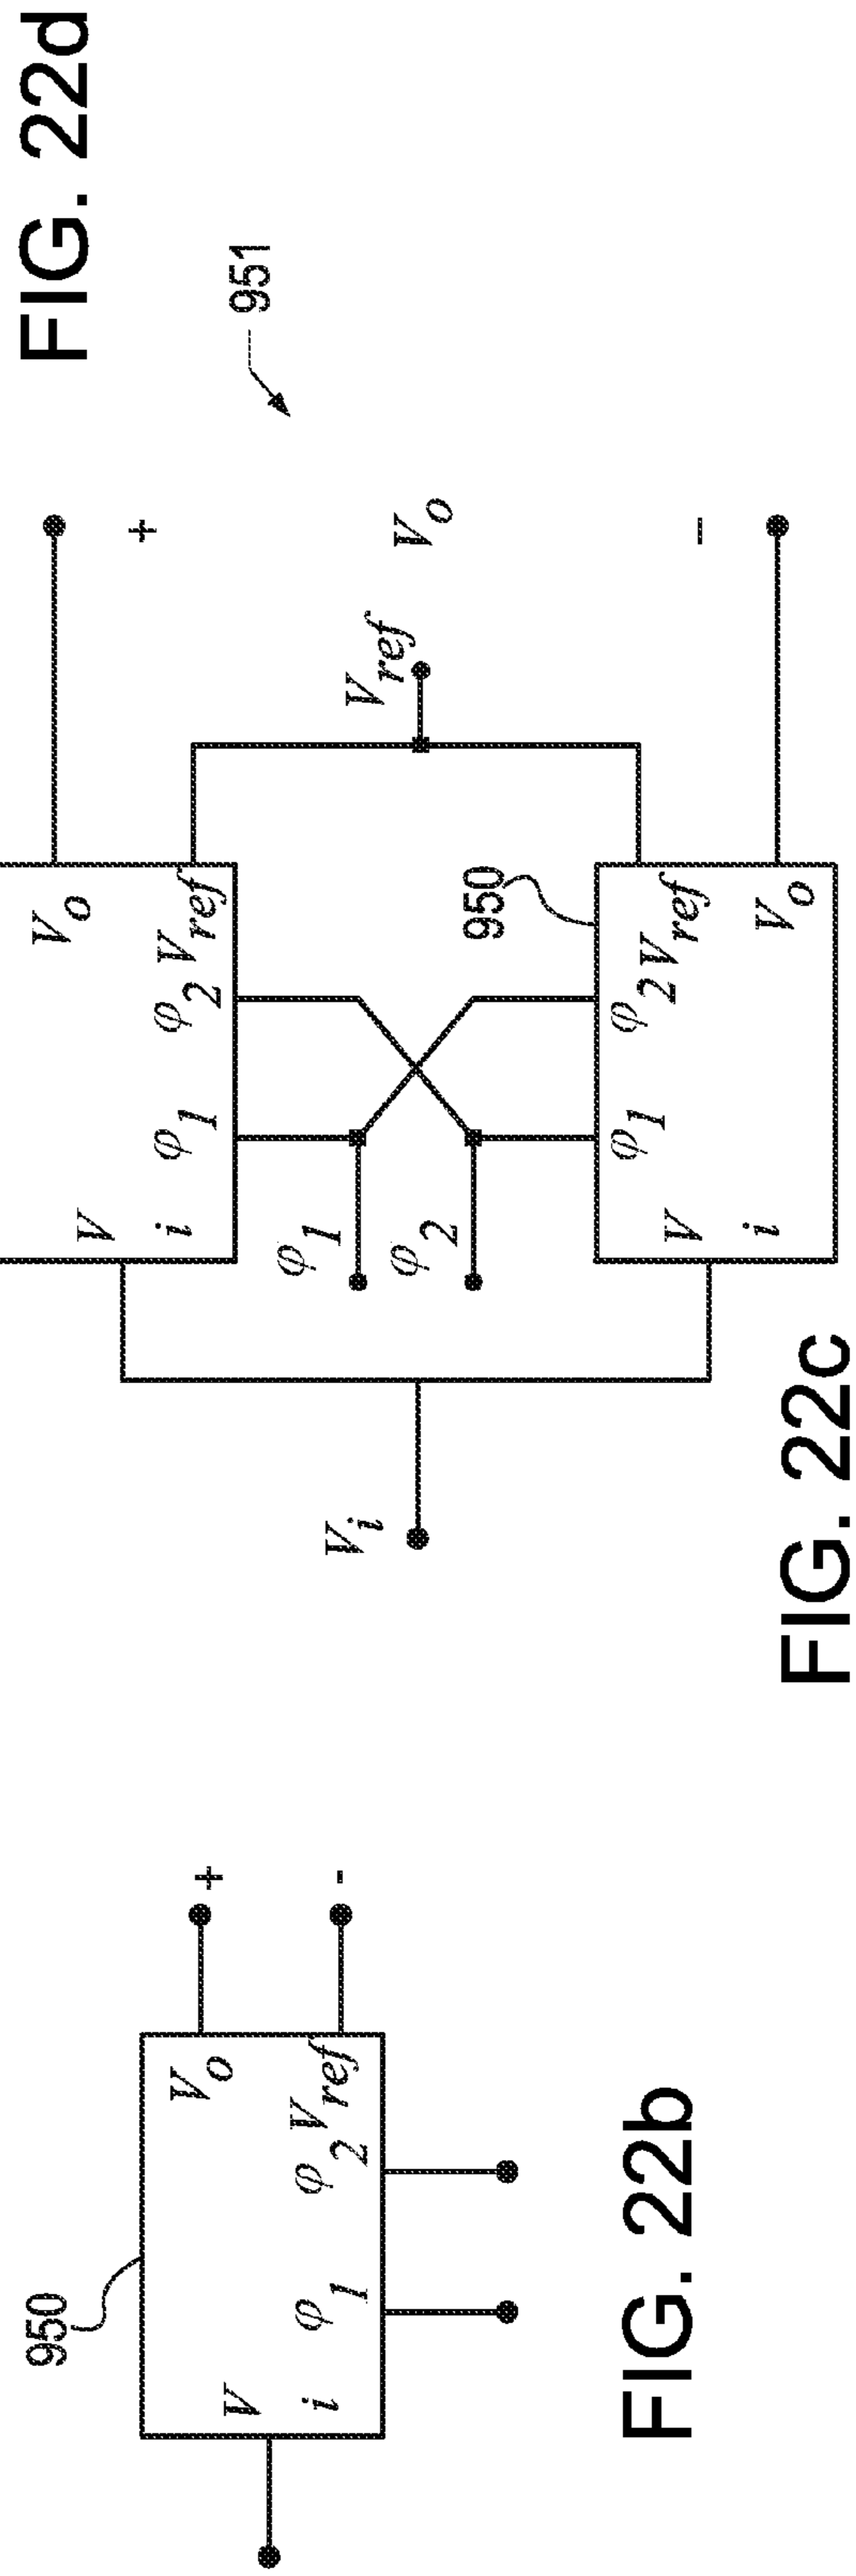 FIG. 22d
951
+
V_o
−
V_ref
V_o
V_ref
φ_1
φ_2
V_i
φ_1
φ_2
V_i
950
φ_1
φ_2
V_ref
V_o
V_i
FIG. 22c
950
V_i
φ_1
φ_2
V_ref
V_o
+
-
FIG. 22b